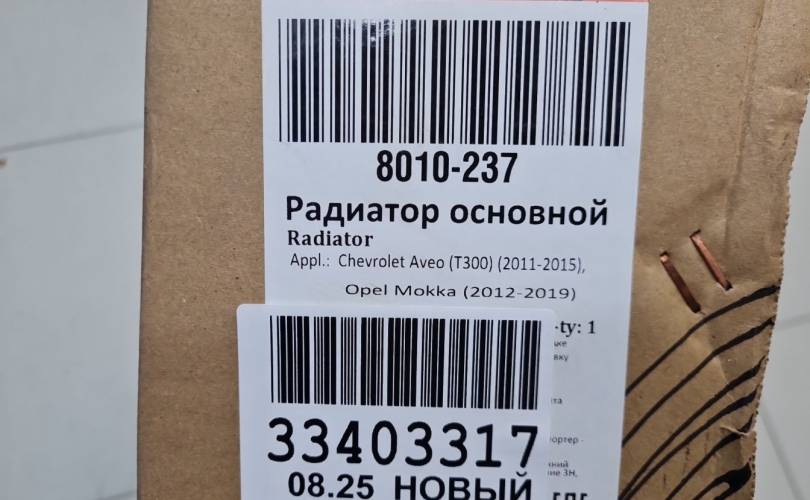 8010-237
Радиатор основной
Radiator
Appl.: Chevrolet Aveo (T300) (2011-2015),
Opel Mokka (2012-2019)
-ty: 1
33403317
08.25 НОВЫЙ